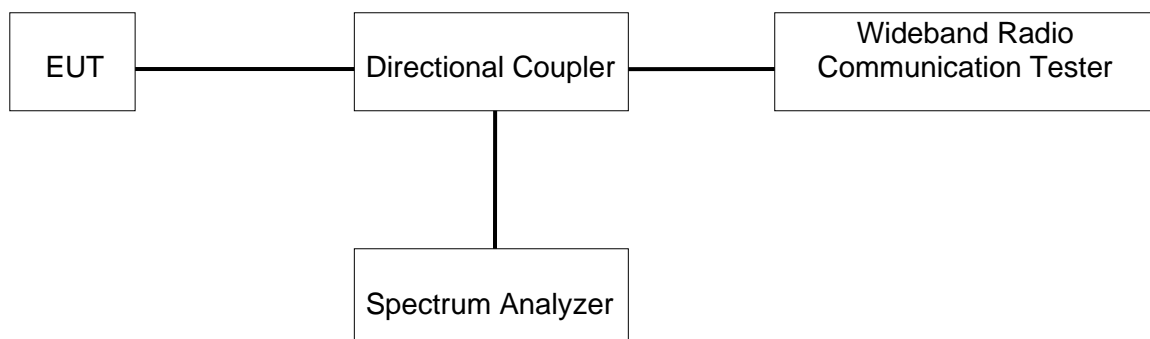 EUT
Directional Coupler
Wideband Radio
Communication Tester
Spectrum Analyzer